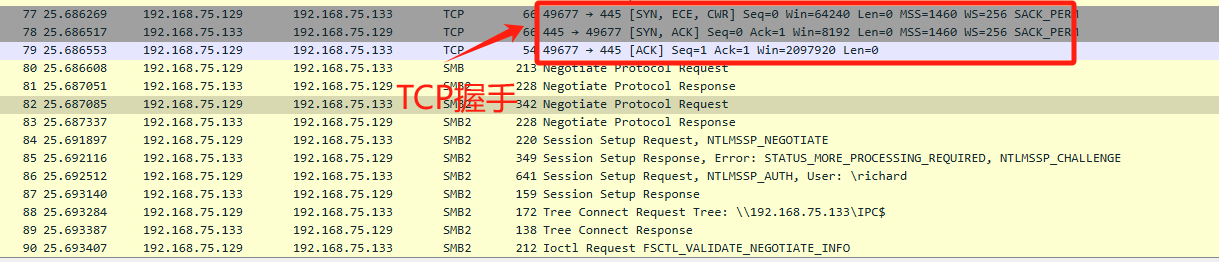 77 25.686269 192.168.75.129 192.168.75.133 TCP 66 49677 → 445 [SYN, ECE, CWR] Seq=0 Win=64240 Len=0 MSS=1460 WS=256 SACK_PERM
78 25.686517 192.168.75.133 192.168.75.129 TCP 66 445 → 49677 [SYN, ACK] Seq=0 Ack=1 Win=8192 Len=0 MSS=1460 WS=256 SACK_PERM
79 25.686553 192.168.75.129 192.168.75.133 TCP 54 49677 → 445 [ACK] Seq=1 Ack=1 Win=2097920 Len=0
80 25.686608 192.168.75.129 192.168.75.133 SMB 213 Negotiate Protocol Request
81 25.687051 192.168.75.133 192.168.75.129 SMB2 228 Negotiate Protocol Response
TCP握手
82 25.687085 192.168.75.129 192.168.75.133 SMB2 342 Negotiate Protocol Request
83 25.687337 192.168.75.133 192.168.75.129 SMB2 228 Negotiate Protocol Response
84 25.691897 192.168.75.129 192.168.75.133 SMB2 220 Session Setup Request, NTLMSSP_NEGOTIATE
85 25.692116 192.168.75.133 192.168.75.129 SMB2 349 Session Setup Response, Error: STATUS_MORE_PROCESSING_REQUIRED, NTLMSSP_CHALLENGE
86 25.692512 192.168.75.129 192.168.75.133 SMB2 641 Session Setup Request, NTLMSSP_AUTH, User: \richard
87 25.693140 192.168.75.133 192.168.75.129 SMB2 159 Session Setup Response
88 25.693284 192.168.75.129 192.168.75.133 SMB2 172 Tree Connect Request Tree: \\192.168.75.133\IPC$
89 25.693387 192.168.75.133 192.168.75.129 SMB2 138 Tree Connect Response
90 25.693407 192.168.75.129 192.168.75.133 SMB2 212 Ioctl Request FSCTL_VALIDATE_NEGOTIATE_INFO